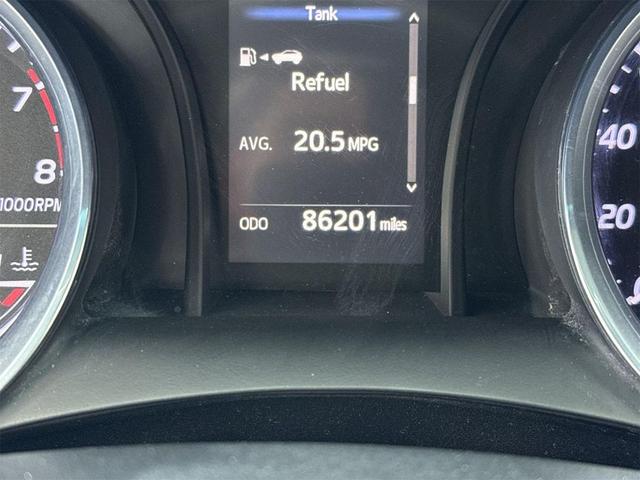 Tank
Refuel
AVG. 20.5 MPG
ODO 86201 miles
7
8
1000RPM
40
20